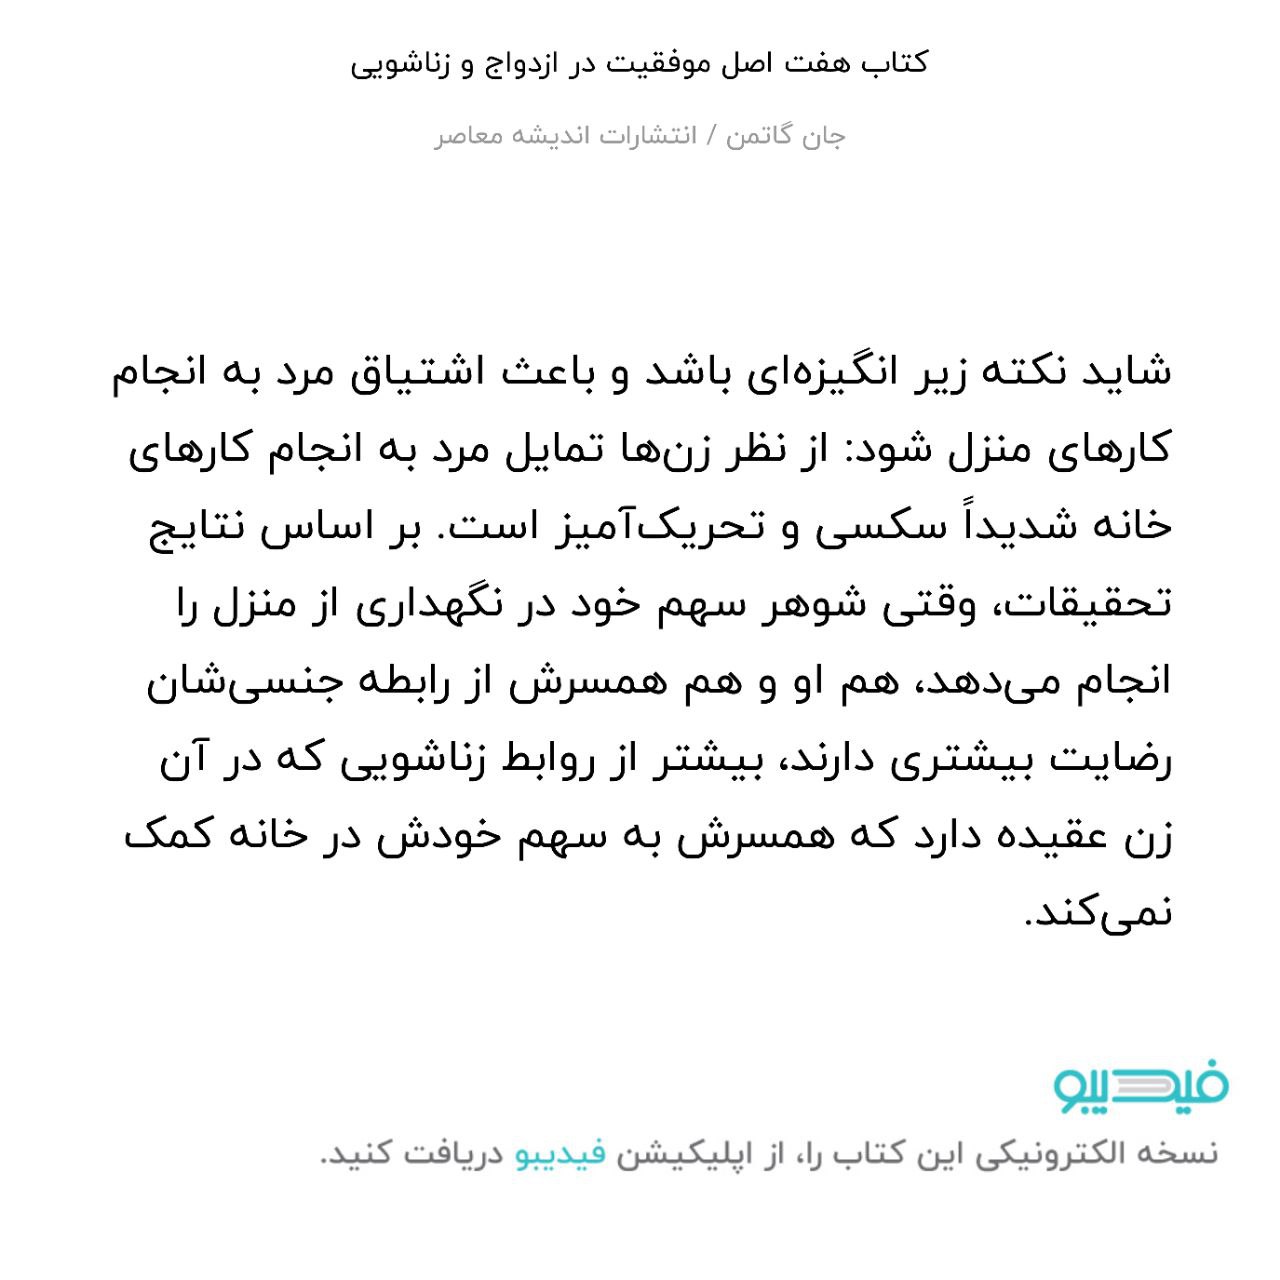 کتاب هفت اصل موفقیت در ازدواج و زناشویی
جان گاتمن / انتشارات اندیشه معاصر
شاید نکته زیر انگیزه‌ای باشد و باعث اشتیاق مرد به انجام
کارهای منزل شود: از نظر زن‌ها تمایل مرد به انجام کارهای
خانه شدیداً سکسی و تحریک‌آمیز است. بر اساس نتایج
تحقیقات، وقتی شوهر سهم خود در نگهداری از منزل را
انجام می‌دهد، هم او و هم همسرش از رابطه جنسی‌شان
رضایت بیشتری دارند، بیشتر از روابط زناشویی که در آن
زن عقیده دارد که همسرش به سهم خودش در خانه کمک
نمی‌کند.
فیدیبو
نسخه الکترونیکی این کتاب را، از اپلیکیشن فیدیبو دریافت کنید.